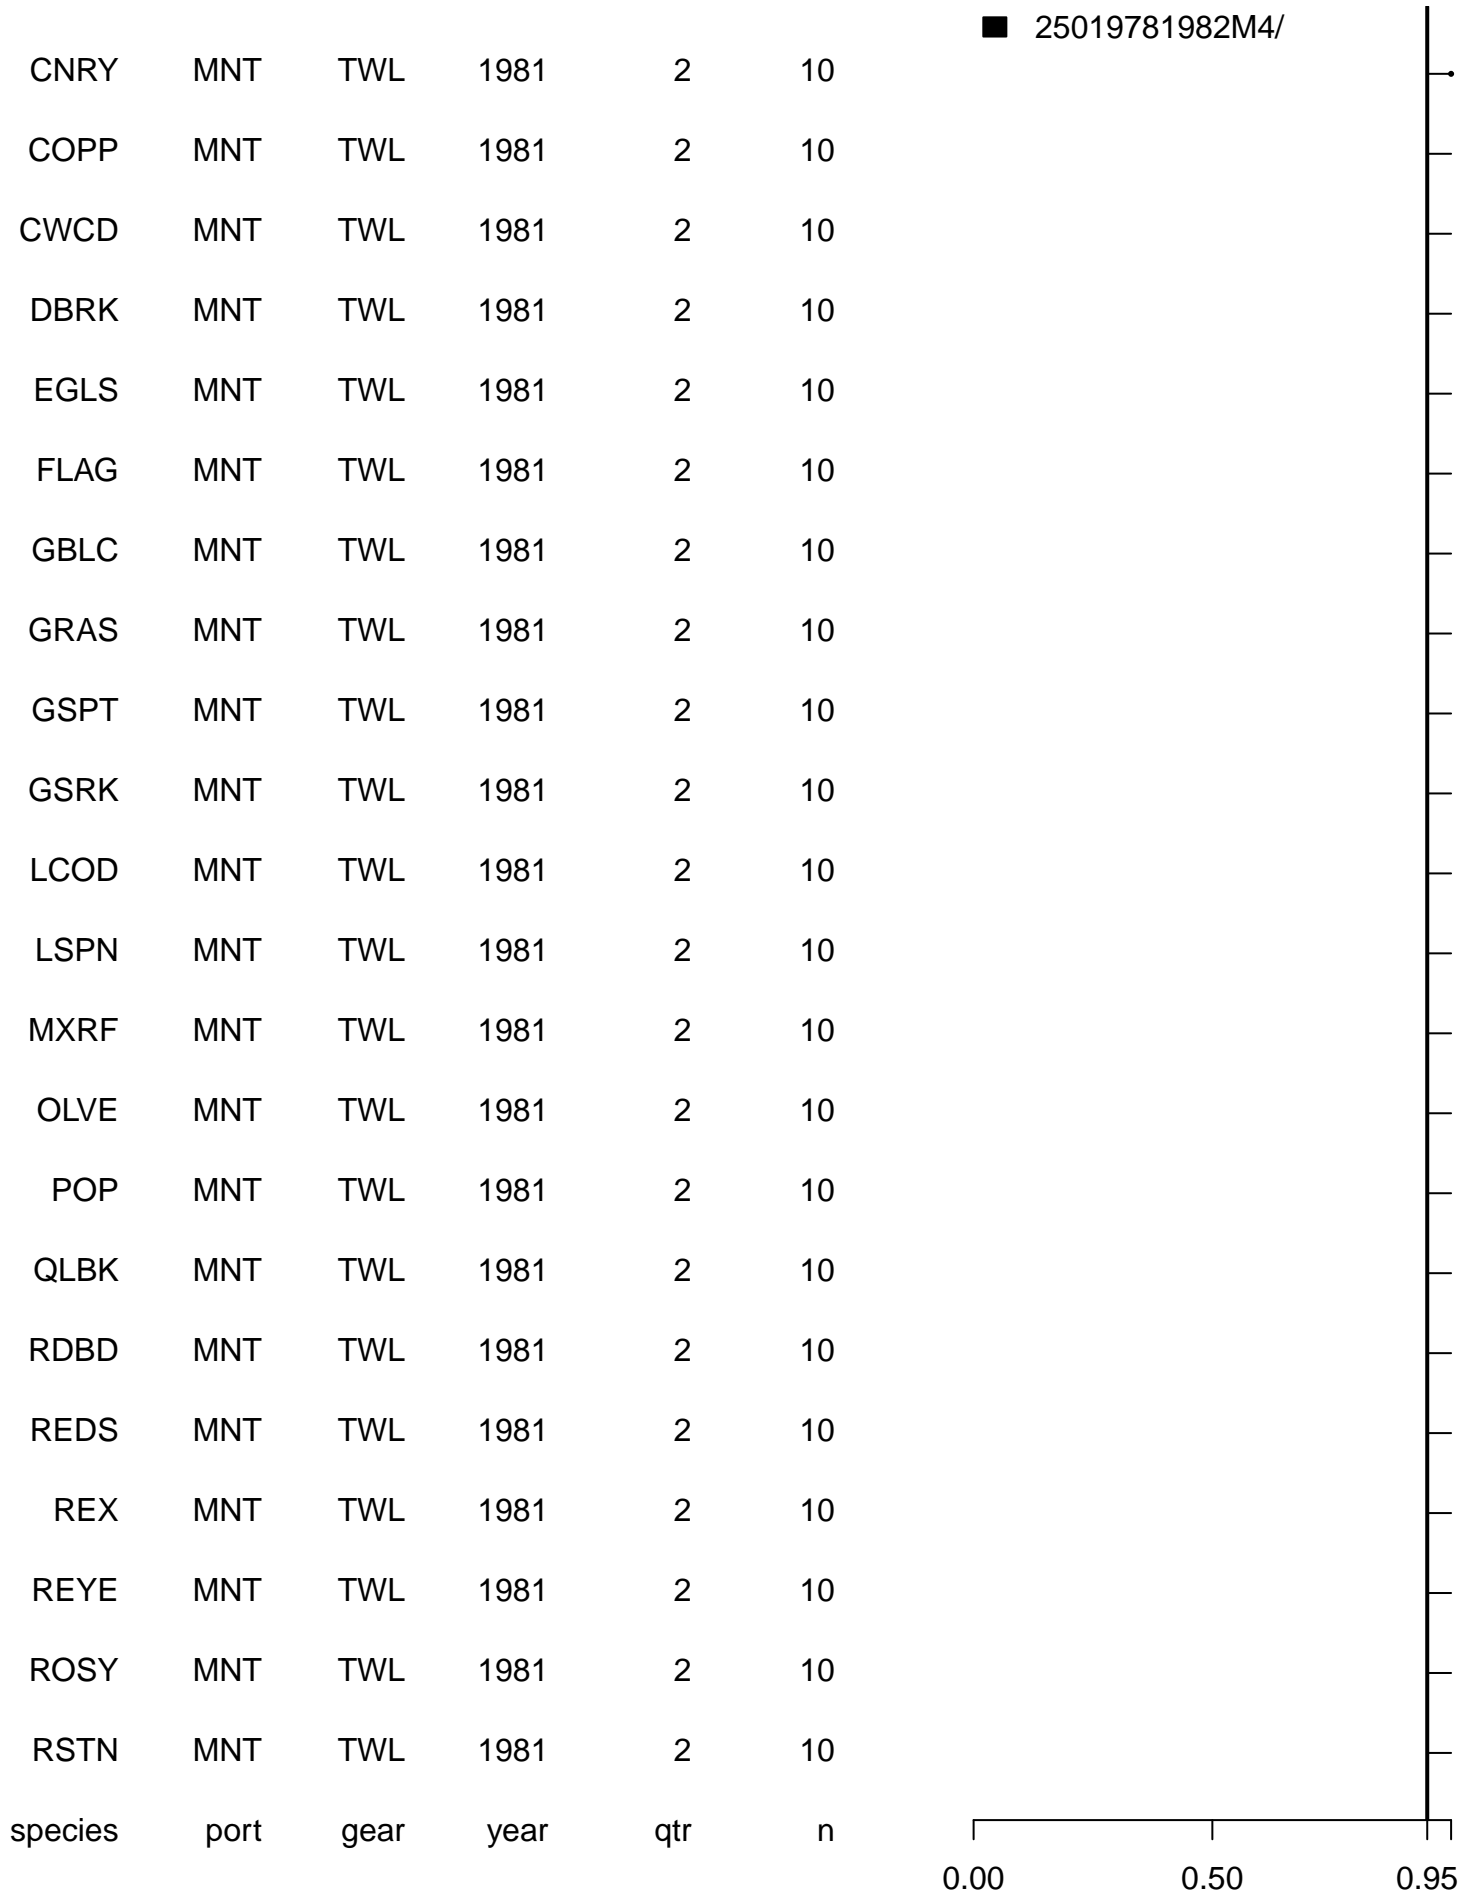 25019781982M4/
CNRY MNT TWL 1981 2 10
COPP MNT TWL 1981 2 10
CWCD MNT TWL 1981 2 10
DBRK MNT TWL 1981 2 10
EGLS MNT TWL 1981 2 10
FLAG MNT TWL 1981 2 10
GBLC MNT TWL 1981 2 10
GRAS MNT TWL 1981 2 10
GSPT MNT TWL 1981 2 10
GSRK MNT TWL 1981 2 10
LCOD MNT TWL 1981 2 10
LSPN MNT TWL 1981 2 10
MXRF MNT TWL 1981 2 10
OLVE MNT TWL 1981 2 10
POP MNT TWL 1981 2 10
QLBK MNT TWL 1981 2 10
RDBD MNT TWL 1981 2 10
REDS MNT TWL 1981 2 10
REX MNT TWL 1981 2 10
REYE MNT TWL 1981 2 10
ROSY MNT TWL 1981 2 10
RSTN MNT TWL 1981 2 10
species port gear year qtr n
0.00 0.50 0.95